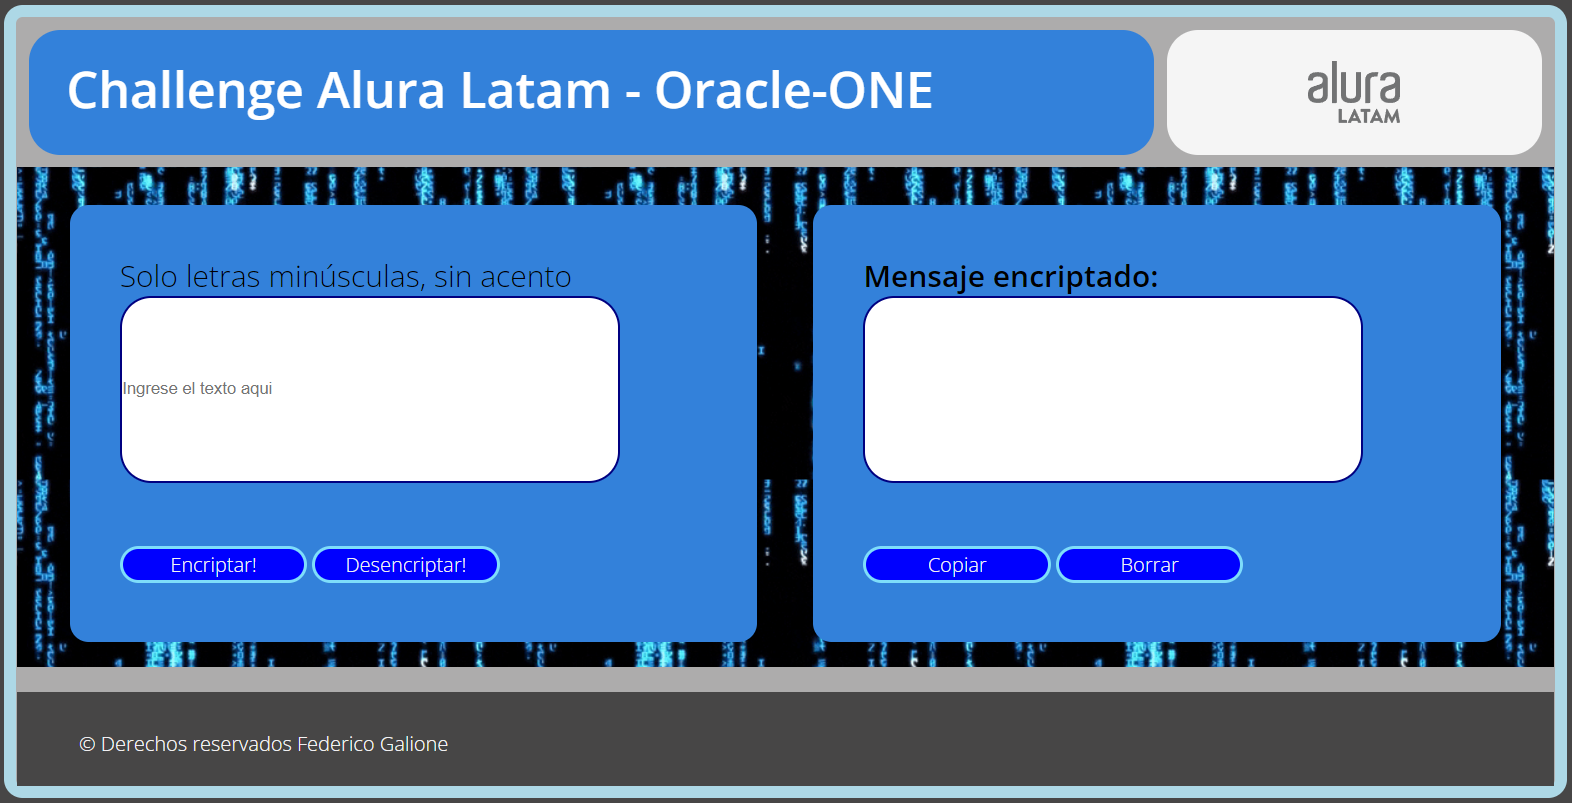 Challenge Alura Latam - Oracle-ONE
alura
LATAM
Solo letras minúsculas, sin acento
Ingrese el texto aqui
Encriptar!
Desencriptar!
Mensaje encriptado:
Copiar
Borrar
© Derechos reservados Federico Galione